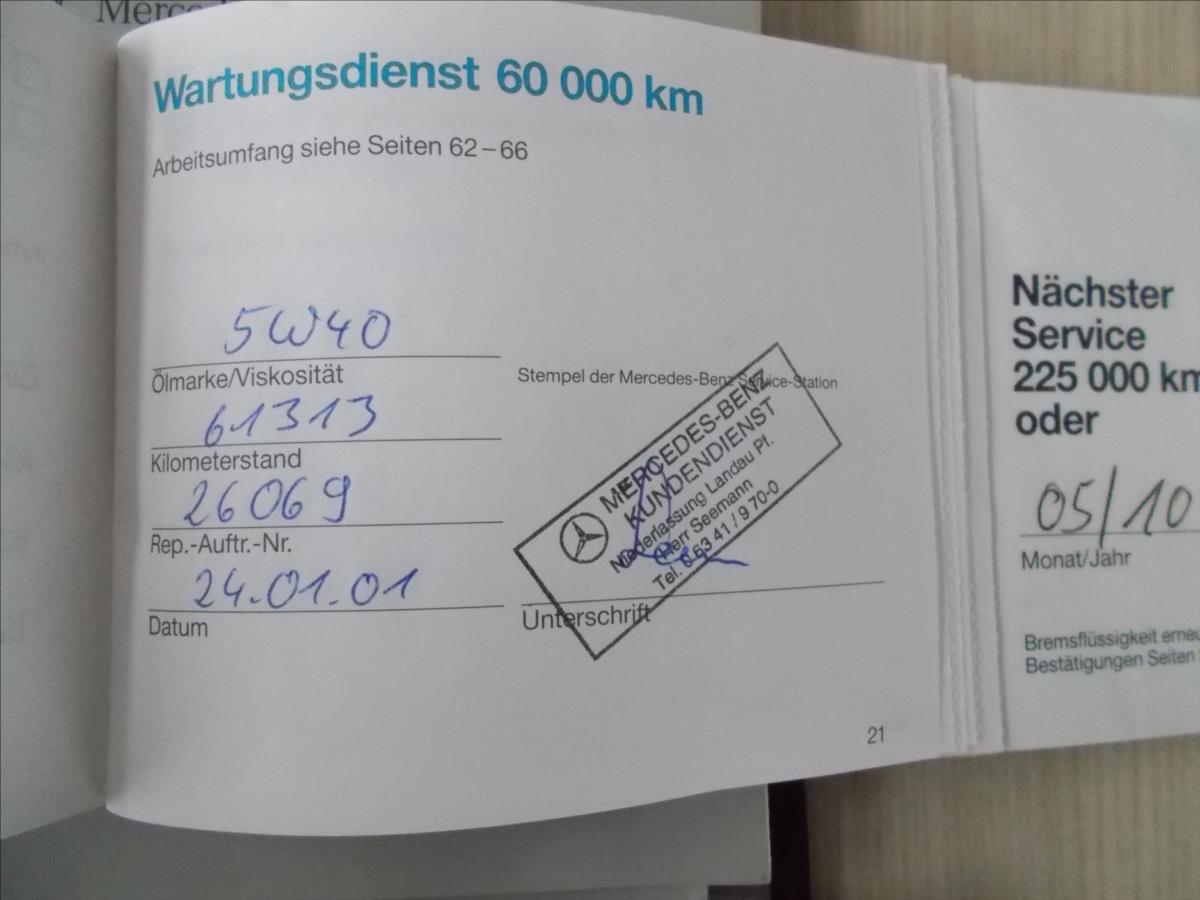 Merce
Wartungsdienst 60 000 km
Arbeitsumfang siehe Seiten 62 – 66
5W40
Ölmarke/Viskosität
61313
Kilometerstand
26069
Rep.-Auftr.-Nr.
24.01.01
Datum
Stempel der Mercedes-Benz Service-Station
MERCEDES-BENZ
KUNDENDIENST
Niederlassung Landau Pf.
Herr Seemann
Tel. 0 63 41 / 9 70-0
Unterschrift
21
Nächster
Service
225 000 km
oder
05/10
Monat/Jahr
Bremsflüssigkeit erneu
Bestätigungen Seiten